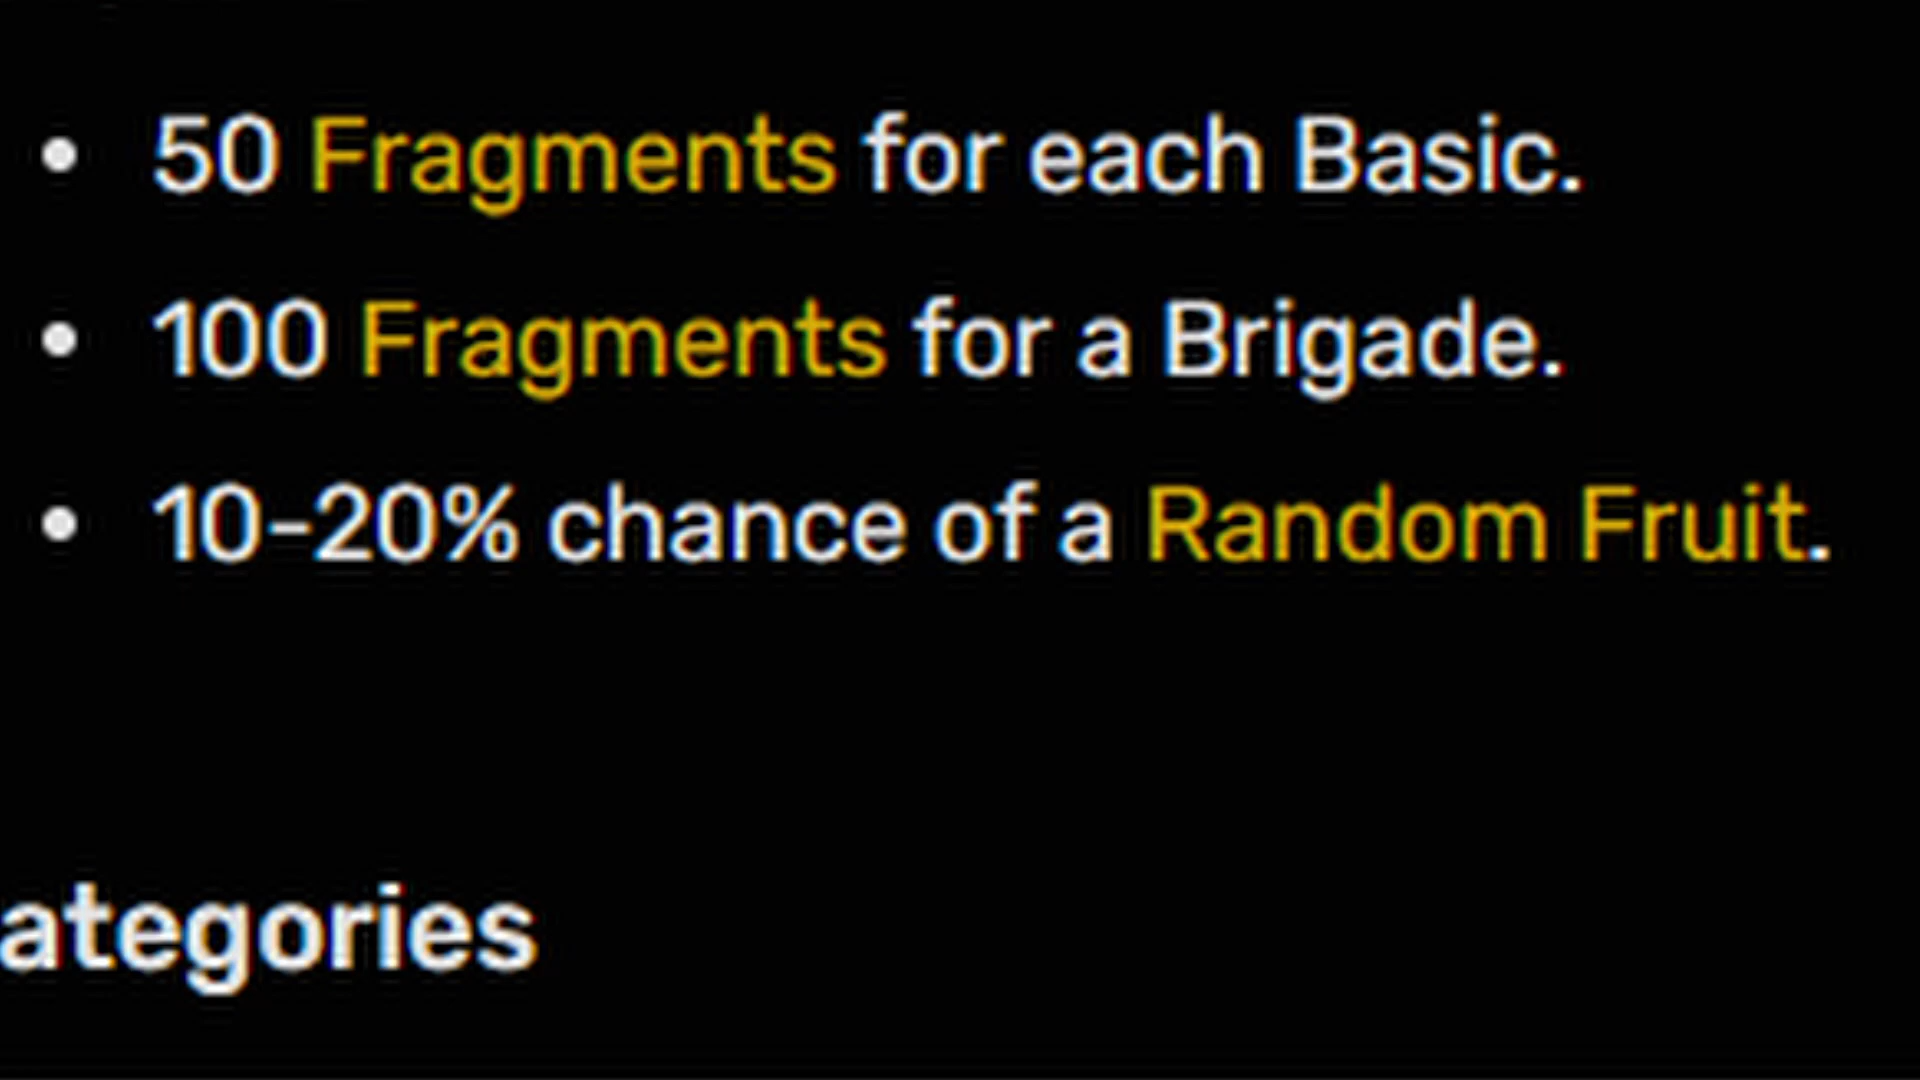 • 50 Fragments for each Basic.
• 100 Fragments for a Brigade.
• 10–20% chance of a Random Fruit.
ategories